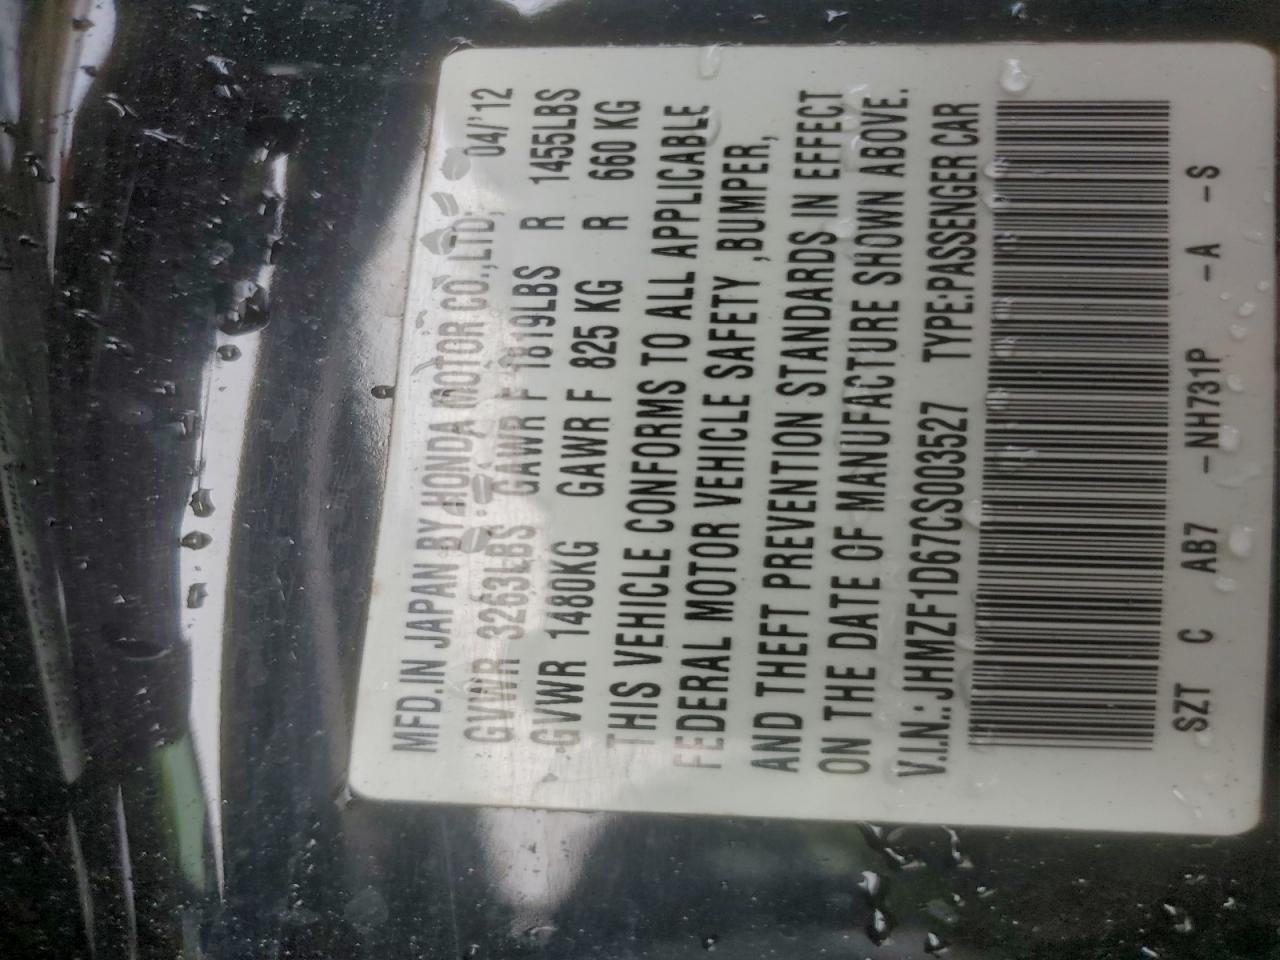 MFD.IN JAPAN BY HONDA MOTOR CO.,LTD; 04/'12
GVWR 3263LBS GAWR F 1819LBS R 1455LBS
GVWR 1480KG GAWR F 825 KG R 660 KG
THIS VEHICLE CONFORMS TO ALL APPLICABLE
FEDERAL MOTOR VEHICLE SAFETY ,BUMPER,
AND THEFT PREVENTION STANDARDS IN EFFECT
ON THE DATE OF MANUFACTURE SHOWN ABOVE.
V.I.N.: JHMZF1D67CS003527 TYPE:PASSENGER CAR
SZT C AB7 -NH731P -A -S